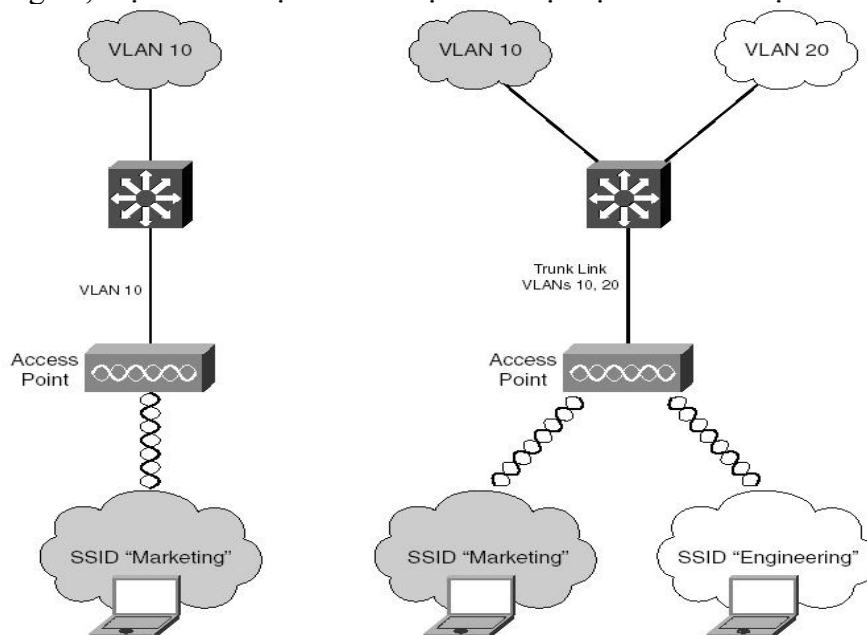 VLAN 10
VLAN 10
VLAN 20
VLAN 10
Trunk Link
VLANs 10, 20
Access
Point
Access
Point
SSID “Marketing”
SSID “Marketing”
SSID “Engineering”